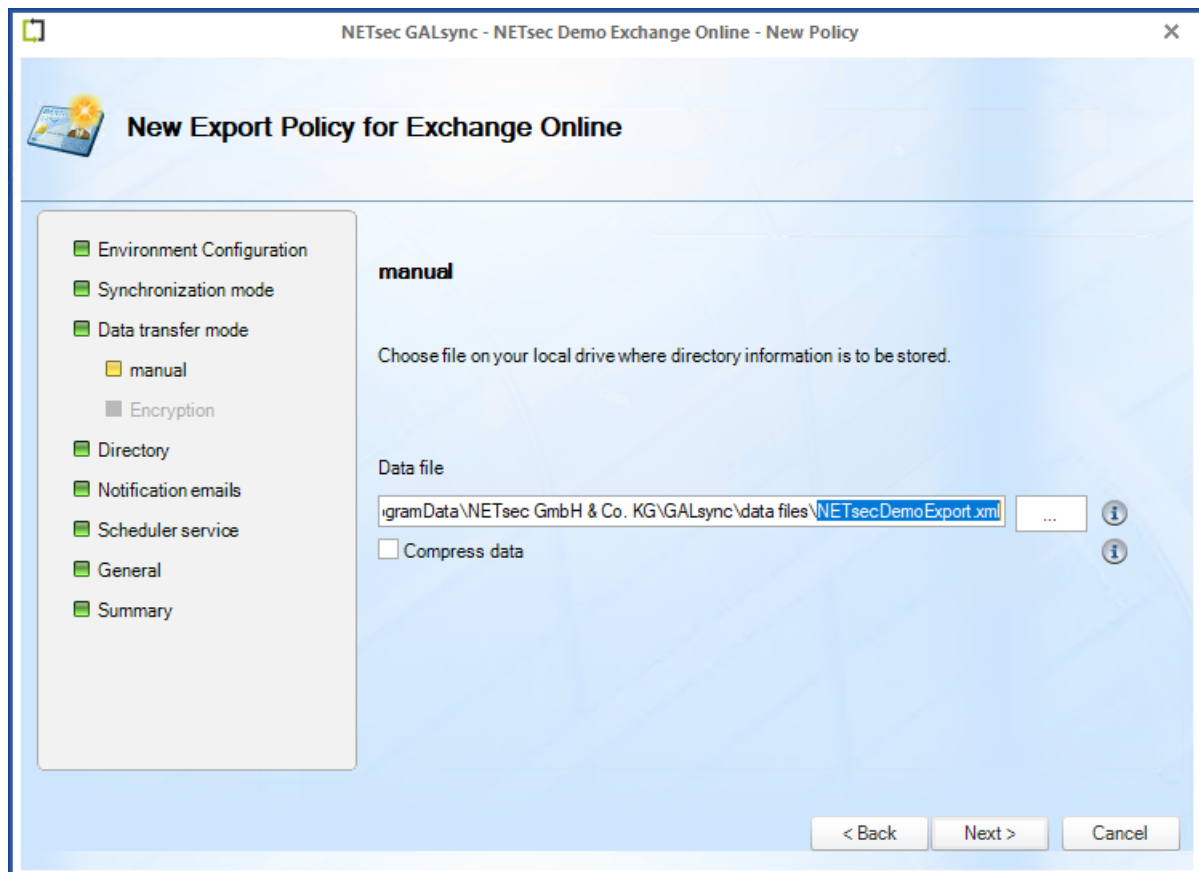 NETsec GALsync - NETsec Demo Exchange Online - New Policy
New Export Policy for Exchange Online
Environment Configuration
Synchronization mode
Data transfer mode
manual
Encryption
Directory
Notification emails
Scheduler service
General
Summary
manual
Choose file on your local drive where directory information is to be stored.
Data file
gramData\NETsec GmbH & Co. KG\GALsync\data files\NETsecDemoExport.xml
...
Compress data
< Back
Next >
Cancel